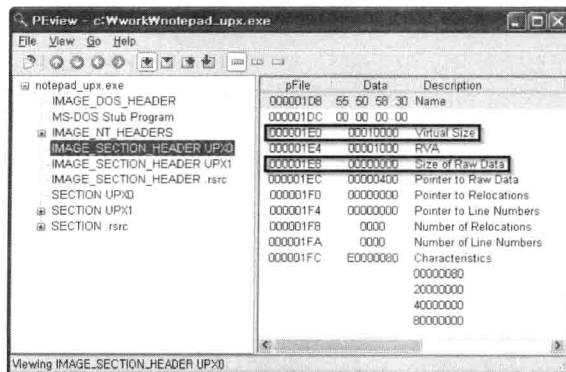 PEview - c:₩work₩notepad_upx.exe
File View Go Help
notepad_upx.exe
IMAGE_DOS_HEADER
MS-DOS Stub Program
IMAGE_NT_HEADERS
IMAGE_SECTION_HEADER UPX0
IMAGE_SECTION_HEADER UPX1
IMAGE_SECTION_HEADER .rsrc
SECTION UPX0
SECTION UPX1
SECTION .rsrc
pFile Data Description
000001D8 55 50 58 30 Name
000001DC 00 00 00 00
000001E0 00010000 Virtual Size
000001E4 00001000 RVA
000001E8 00000000 Size of Raw Data
000001EC 00000400 Pointer to Raw Data
000001F0 00000000 Pointer to Relocations
000001F4 00000000 Pointer to Line Numbers
000001F8 0000 Number of Relocations
000001FA 0000 Number of Line Numbers
000001FC E0000080 Characteristics
00000080
20000000
40000000
80000000
Viewing IMAGE_SECTION_HEADER UPX0